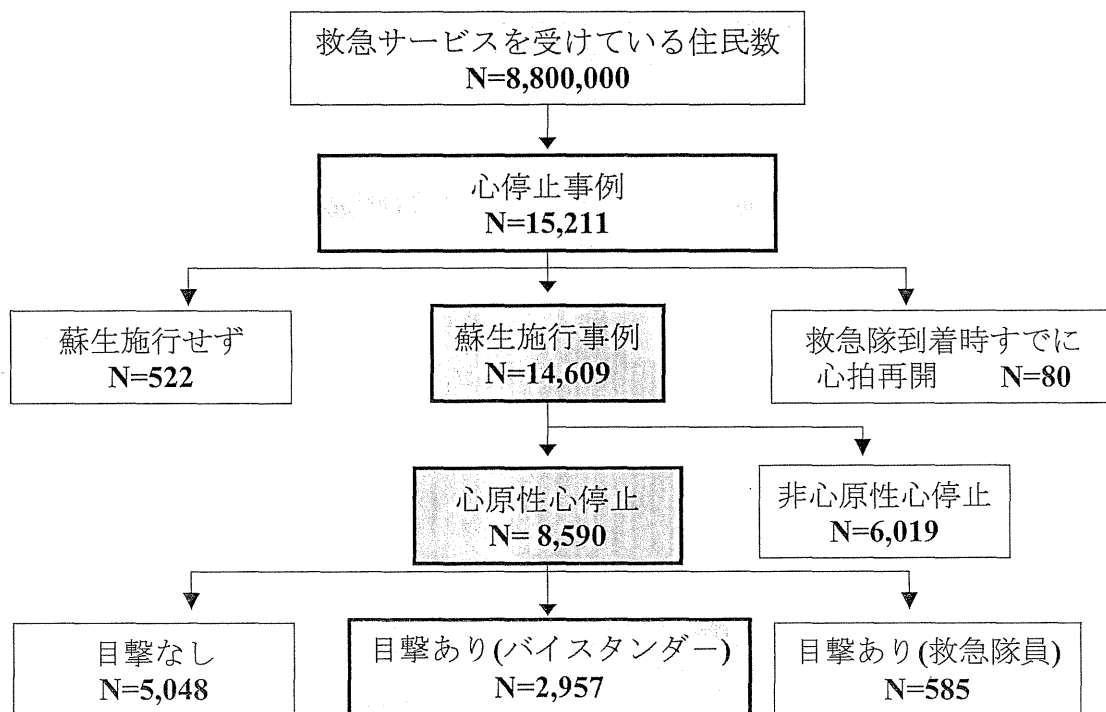 救急サービスを受けている住民数
N=8,800,000
心停止事例
N=15,211
蘇生施行せず
N=522
蘇生施行事例
N=14,609
救急隊到着時すでに
心拍再開 N=80
心原性心停止
N= 8,590
非心原性心停止
N=6,019
目撃なし
N=5,048
目撃あり(バイスタンダー)
N=2,957
目撃あり(救急隊員)
N=585